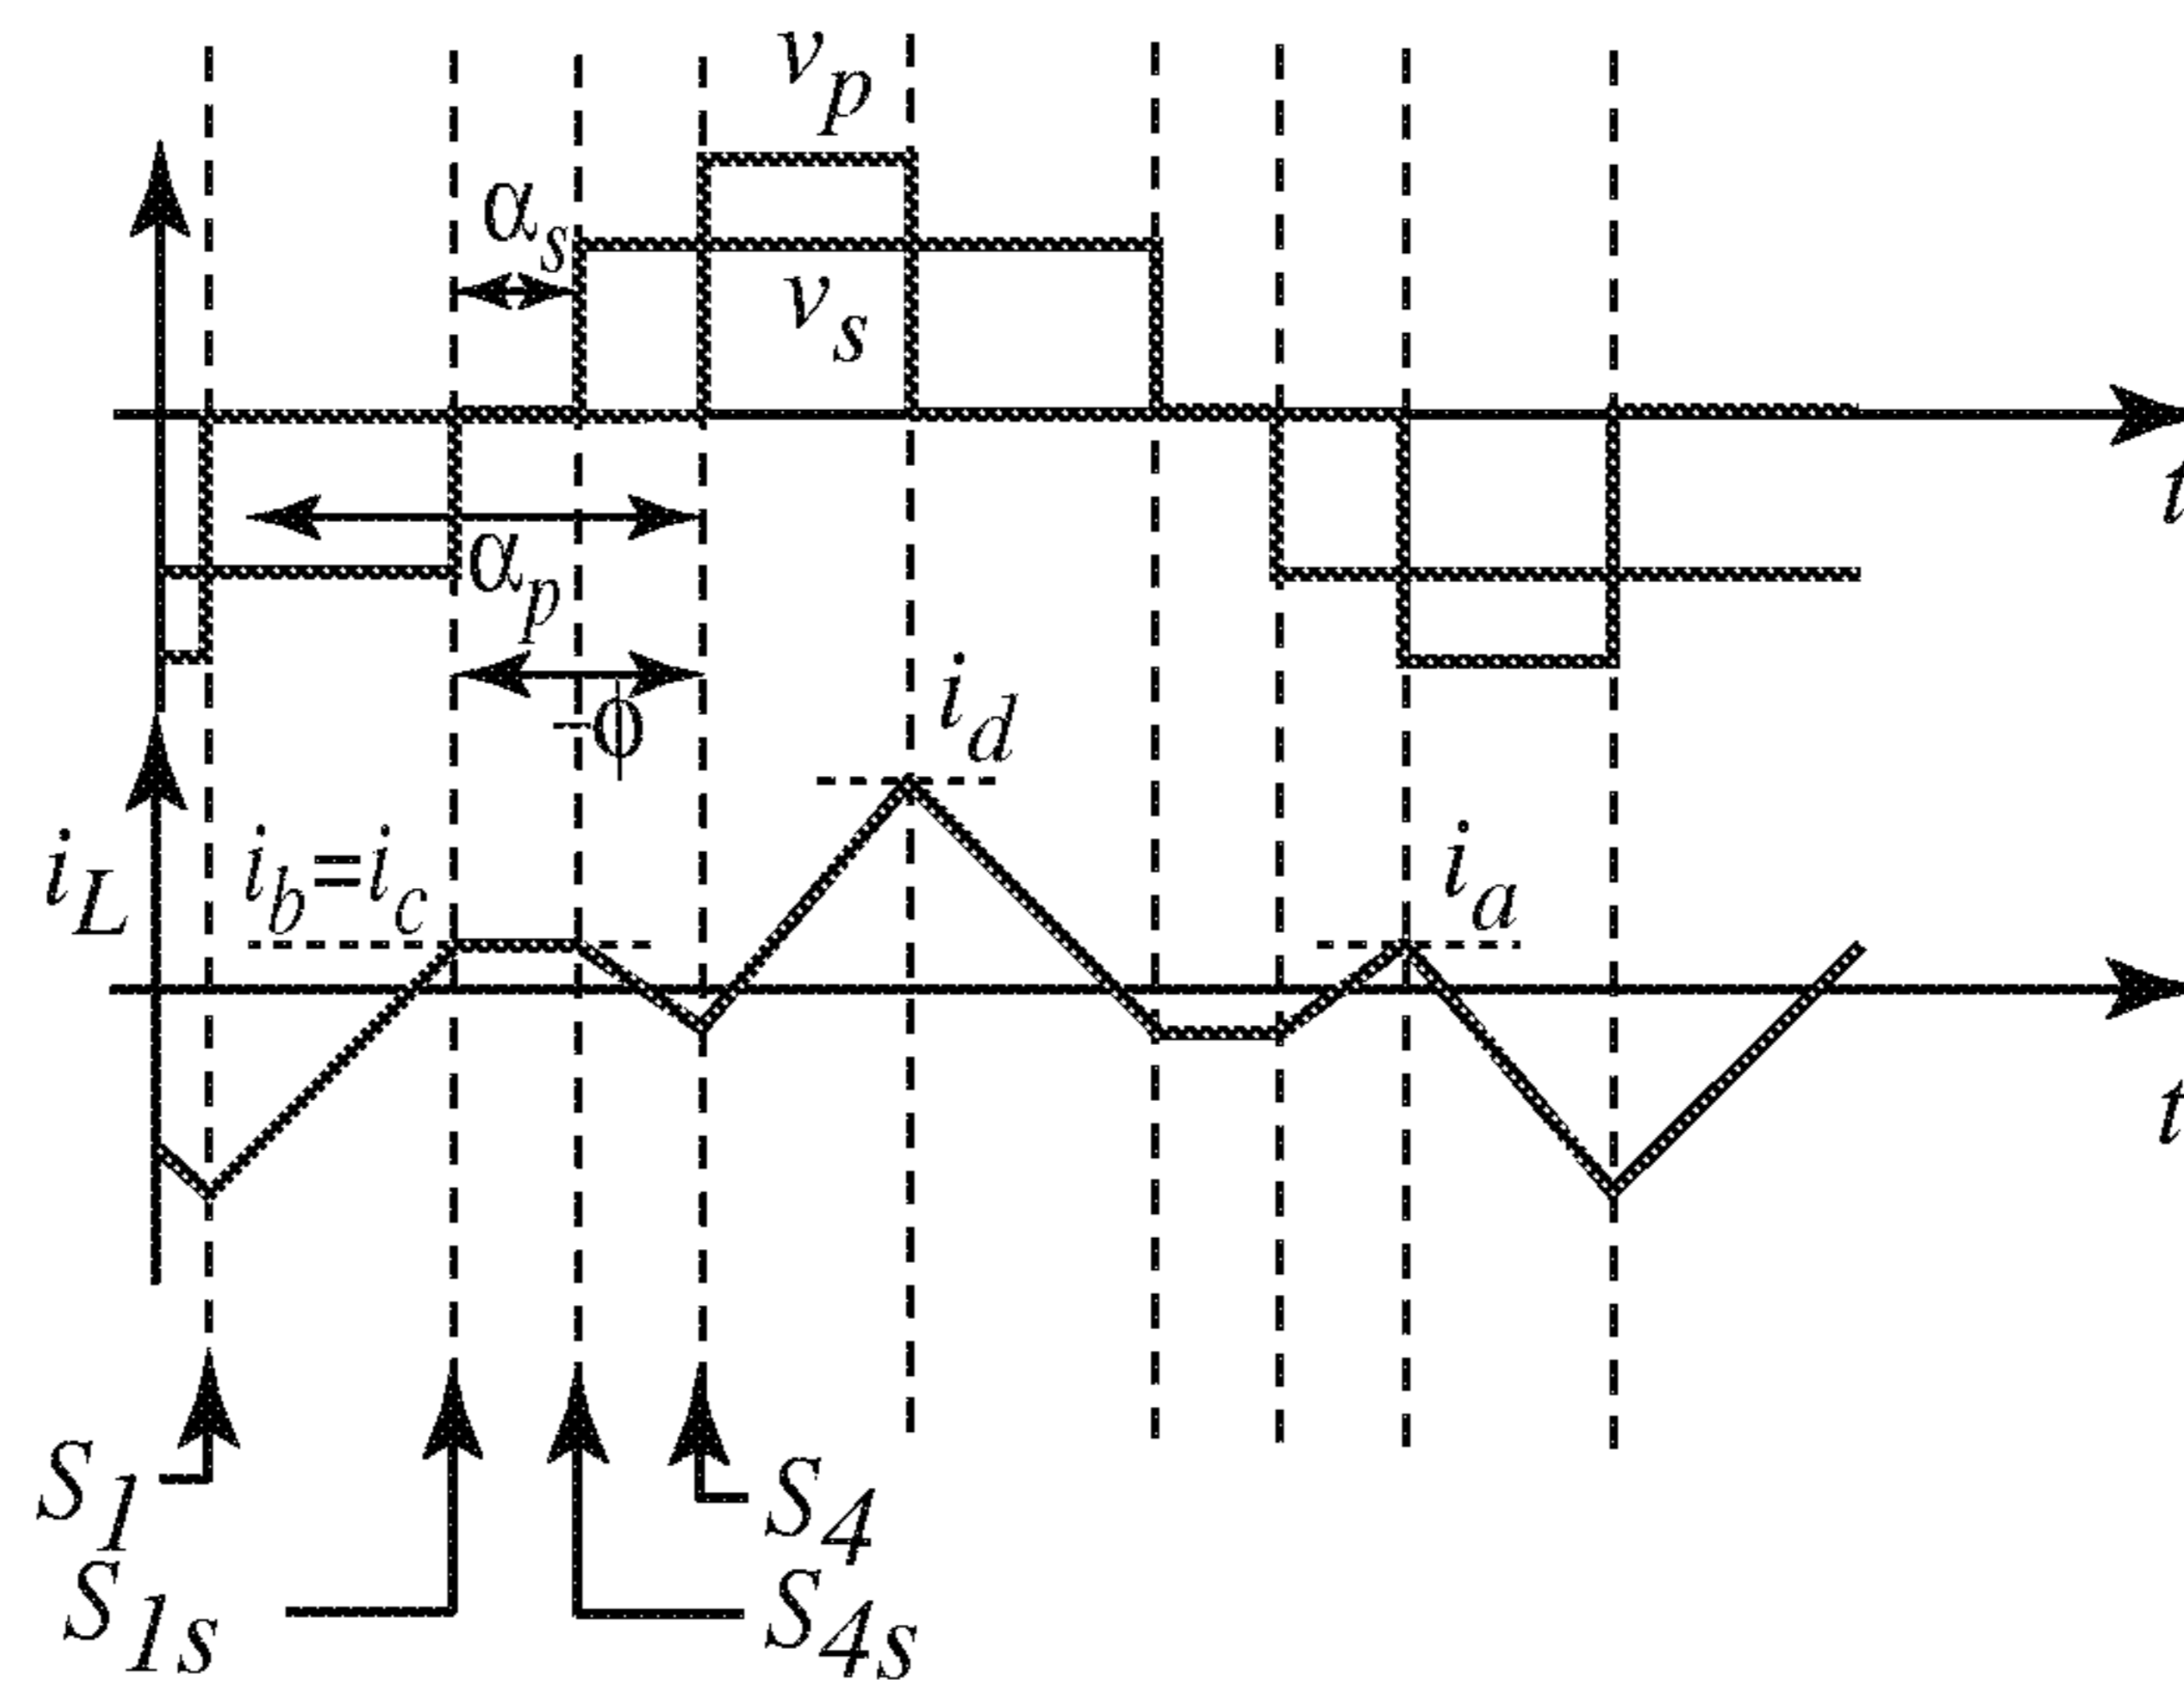 v_p
α_s
v_s
t
α_p
-ϕ
i_d
i_L
i_b=i_c
i_a
t
S_1
S_4
S_1s
S_4s